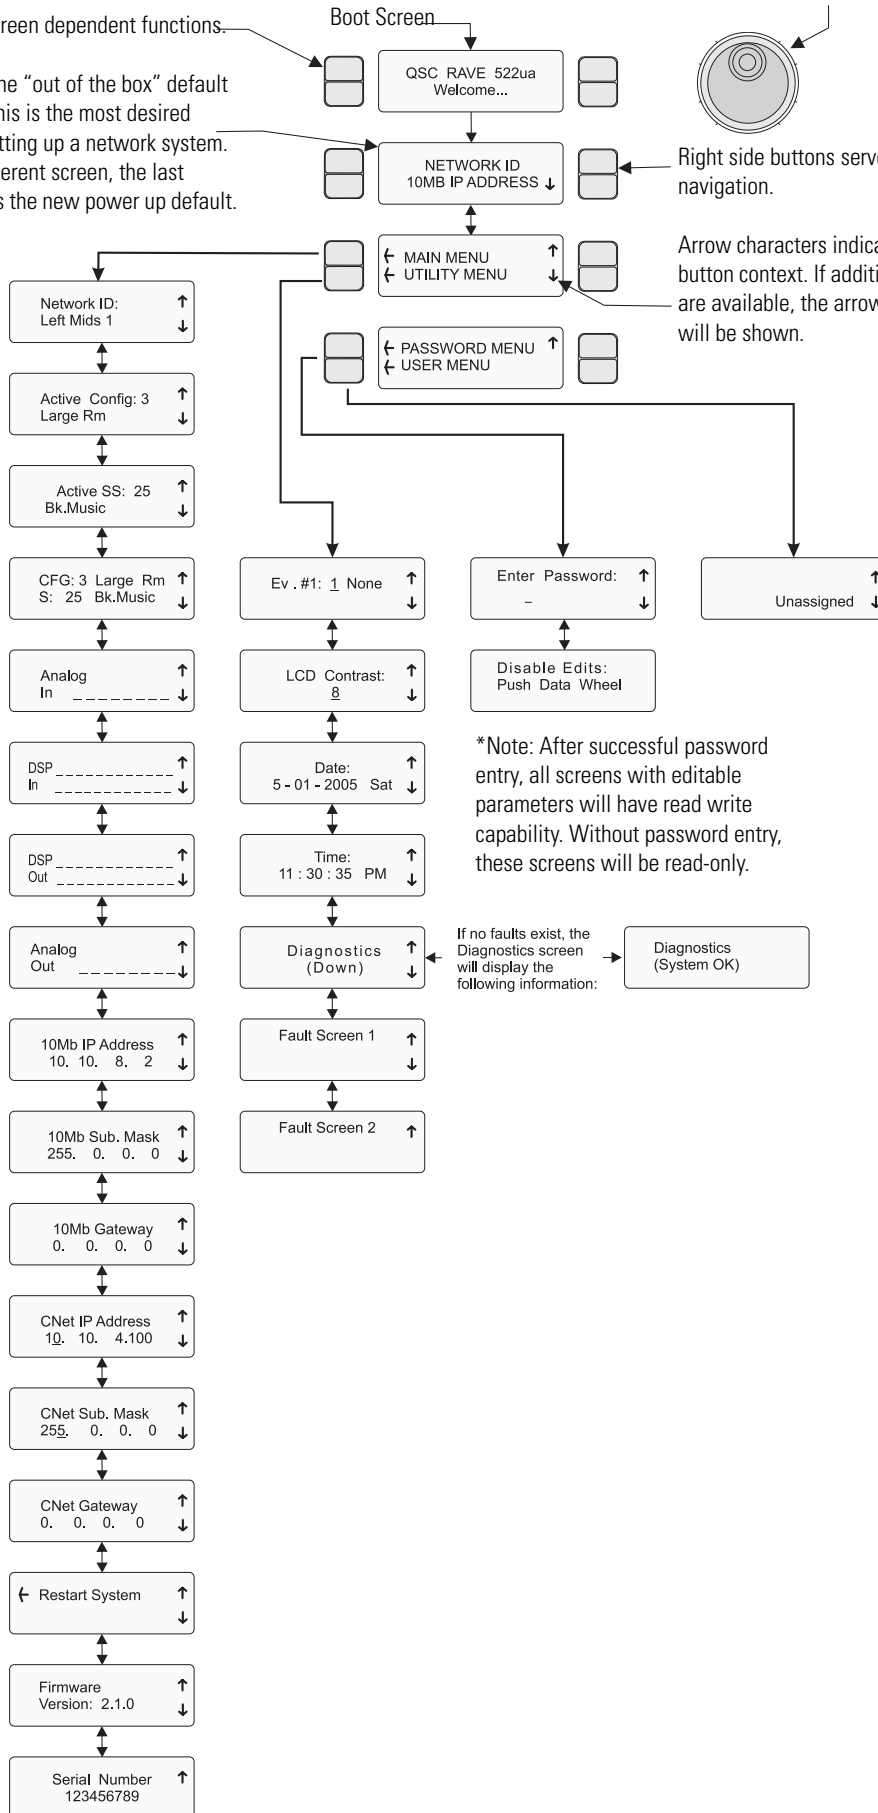 reen dependent functions.
Boot Screen
QSC RAVE 522ua
Welcome...
ne “out of the box” default
his is the most desired
tting up a network system.
erent screen, the last
s the new power up default.
NETWORK ID
10MB IP ADDRESS ↓
Right side buttons serve
navigation.
← MAIN MENU ↑
← UTILITY MENU ↓
Arrow characters indica
button context. If additi
are available, the arrow
will be shown.
← PASSWORD MENU ↑
← USER MENU
Network ID: ↑
Left Mids 1 ↓
Active Config: 3 ↑
Large Rm ↓
Active SS: 25 ↑
Bk.Music ↓
CFG: 3 Large Rm ↑
S: 25 Bk.Music ↓
Analog ↑
In _ _ _ _ _ _ _ _ ↓
DSP _ _ _ _ _ _ _ _ _ _ _ _ ↑
In _ _ _ _ _ _ _ _ _ _ _ _ ↓
DSP _ _ _ _ _ _ _ _ _ _ _ _ ↑
Out _ _ _ _ _ _ _ _ _ _ _ _ ↓
Analog ↑
Out _ _ _ _ _ _ _ _ ↓
10Mb IP Address ↑
10. 10. 8. 2 ↓
10Mb Sub. Mask ↑
255. 0. 0. 0 ↓
10Mb Gateway ↑
0. 0. 0. 0 ↓
CNet IP Address ↑
10. 10. 4.100 ↓
CNet Sub. Mask ↑
255. 0. 0. 0 ↓
CNet Gateway ↑
0. 0. 0. 0 ↓
← Restart System ↑
↓
Firmware ↑
Version: 2.1.0 ↓
Serial Number ↑
123456789
Ev . #1: 1 None ↑
↓
LCD Contrast: ↑
8 ↓
Date: ↑
5 - 01 - 2005 Sat ↓
Time: ↑
11 : 30 : 35 PM ↓
Diagnostics ↑
(Down) ↓
If no faults exist, the
Diagnostics screen
will display the
following information:
Diagnostics
(System OK)
Fault Screen 1 ↑
↓
Fault Screen 2 ↑
Enter Password: ↑
_ ↓
Disable Edits:
Push Data Wheel
*Note: After successful password
entry, all screens with editable
parameters will have read write
capability. Without password entry,
these screens will be read-only.
↑
Unassigned ↓